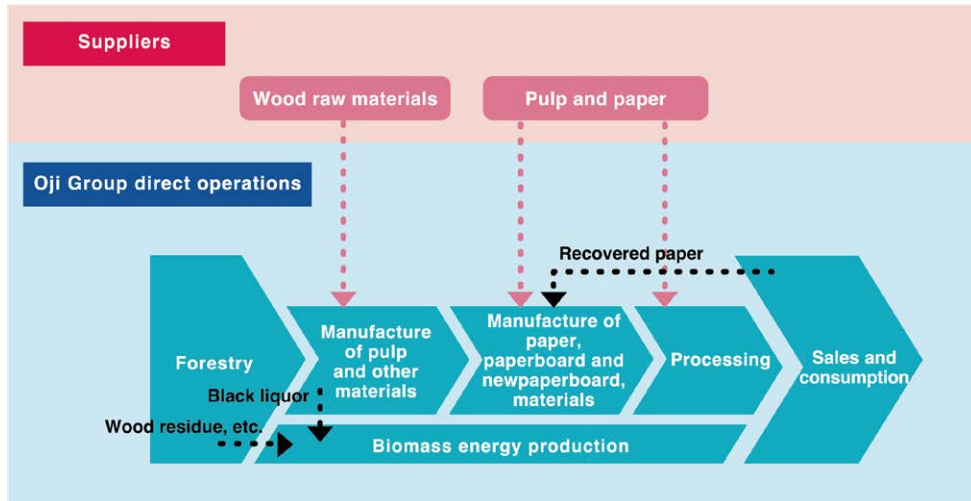 Suppliers
Wood raw materials
Pulp and paper
Oji Group direct operations
Recovered paper
Forestry
Manufacture
of pulp
and other
materials
Manufacture of
paper,
paperboard and
newpaperboard,
materials
Processing
Sales and
consumption
Black liquor
Wood residue, etc.
Biomass energy production